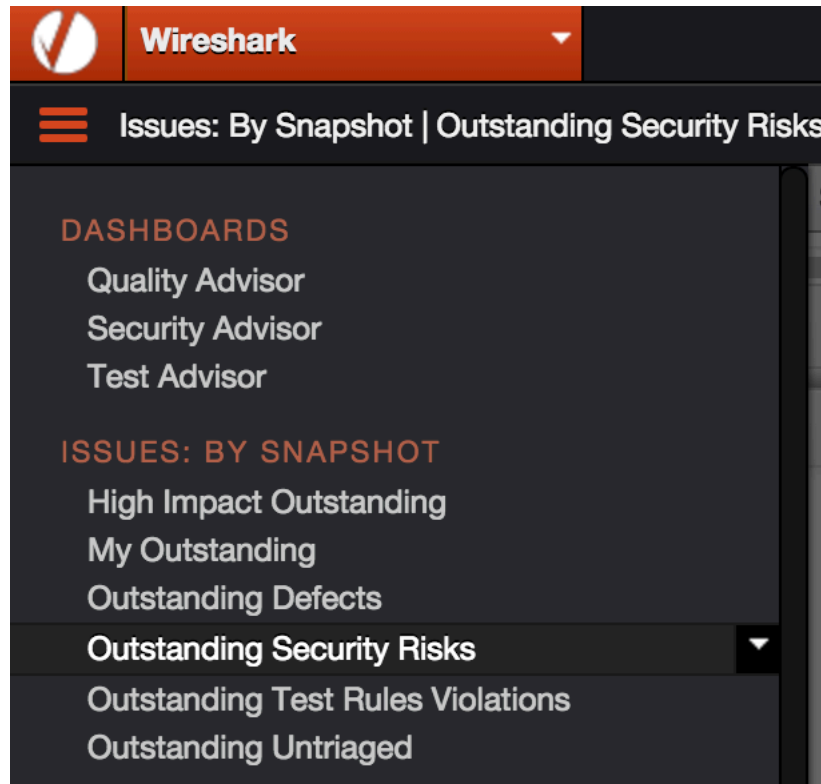 Wireshark
Issues: By Snapshot | Outstanding Security Risks
DASHBOARDS
Quality Advisor
Security Advisor
Test Advisor
ISSUES: BY SNAPSHOT
High Impact Outstanding
My Outstanding
Outstanding Defects
Outstanding Security Risks
Outstanding Test Rules Violations
Outstanding Untriaged